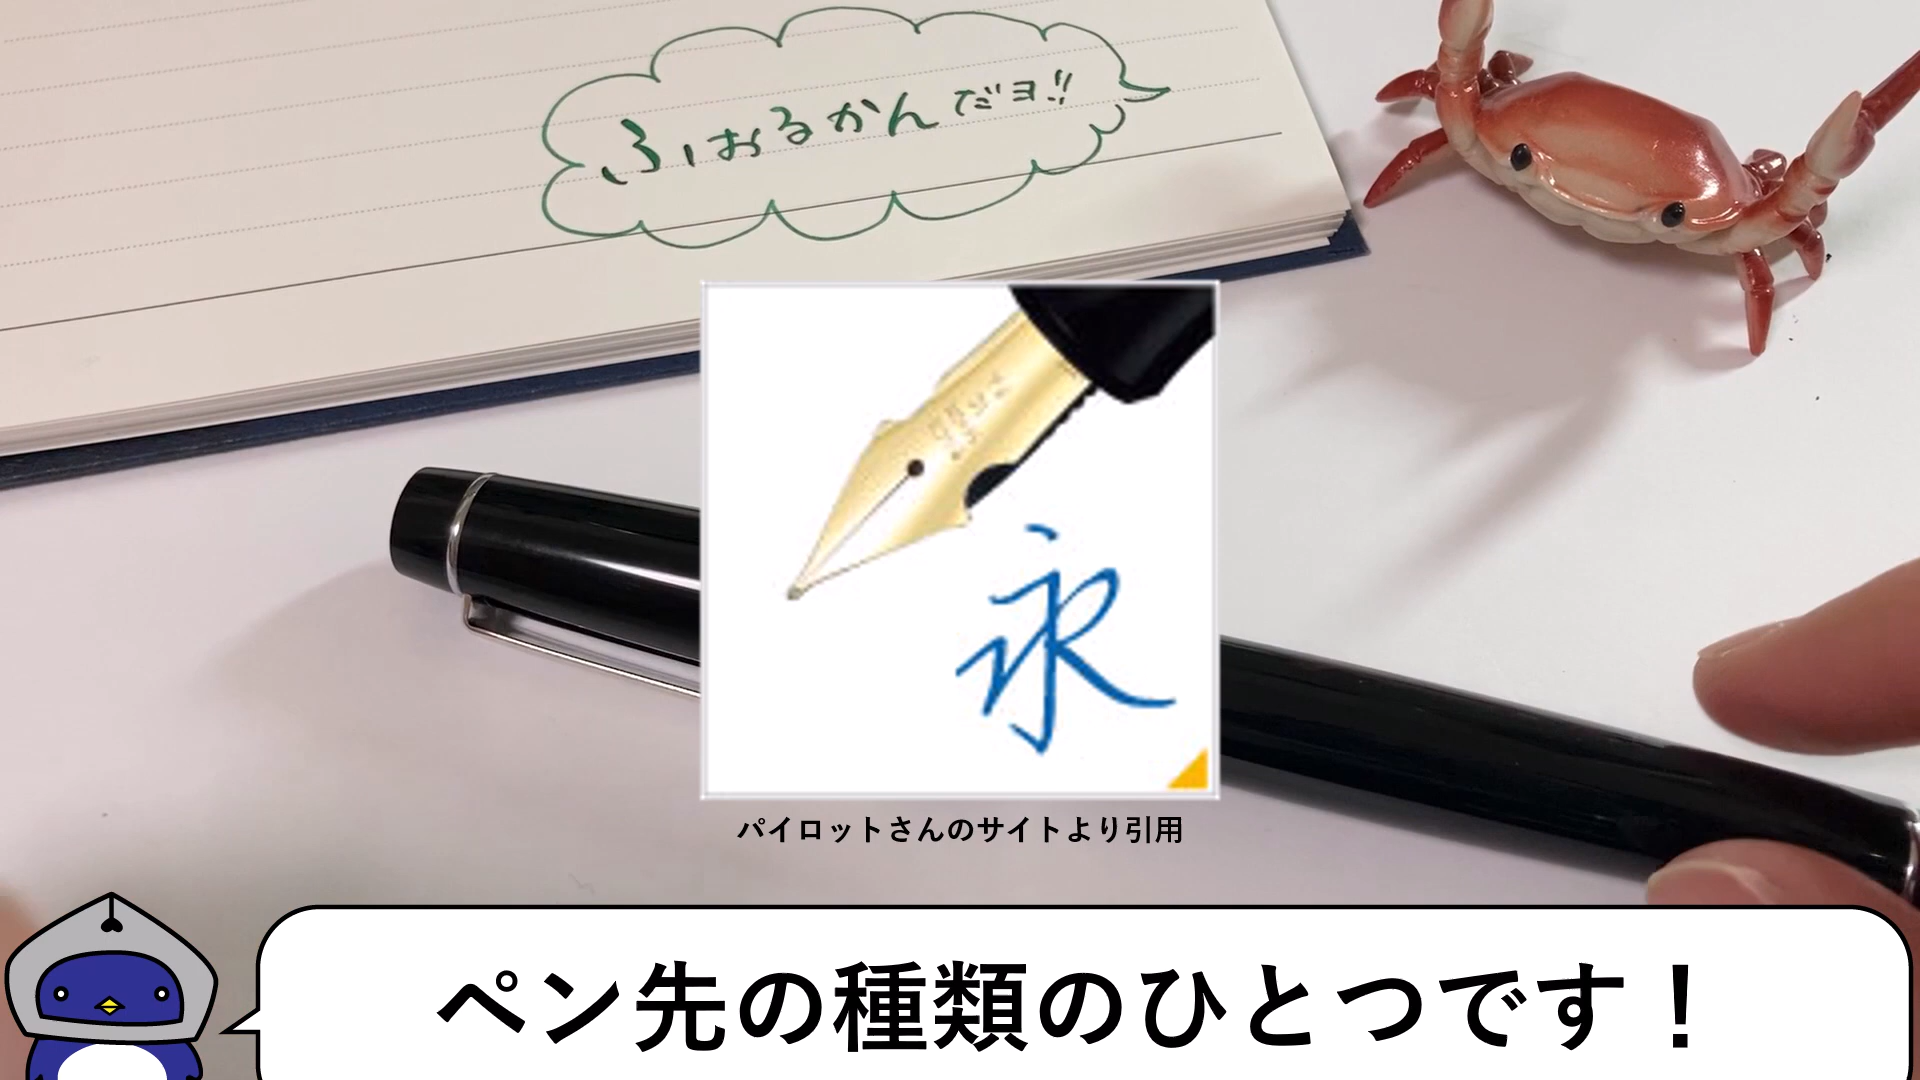 ふぉるかんだヨ!!
永
パイロットさんのサイトより引用
ペン先の種類のひとつです！